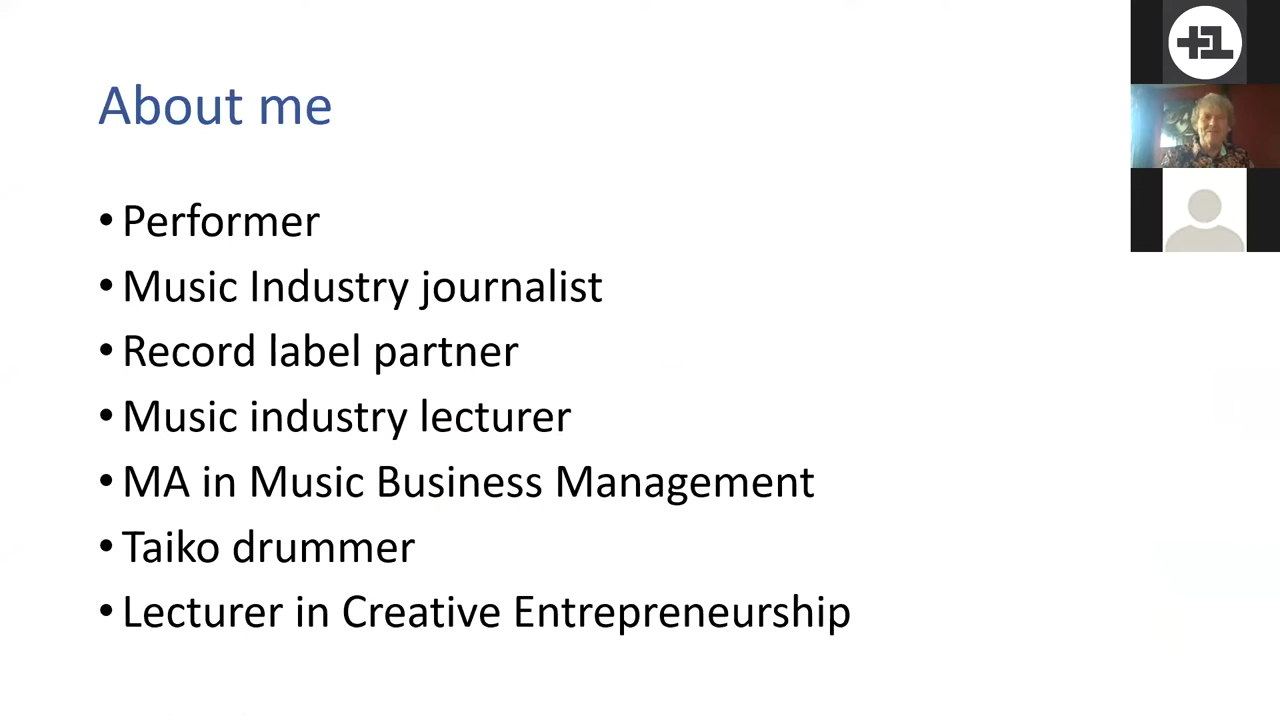 About me
• Performer
• Music Industry journalist
• Record label partner
• Music industry lecturer
• MA in Music Business Management
• Taiko drummer
• Lecturer in Creative Entrepreneurship